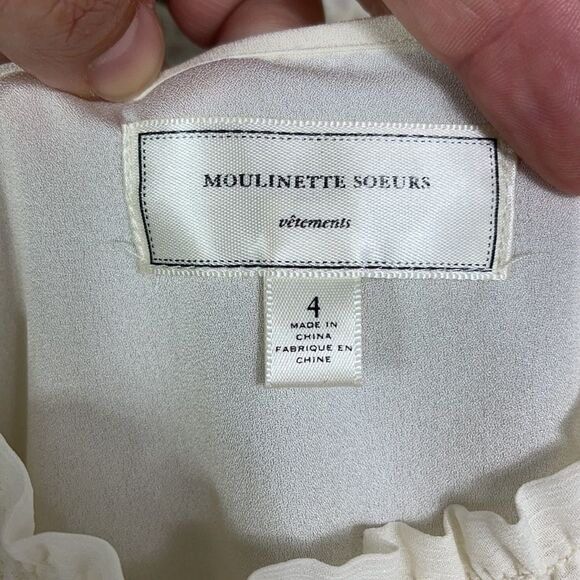 MOULINETTE SOEURS
vêtements
4
MADE IN
CHINA
FABRIQUE EN
CHINE